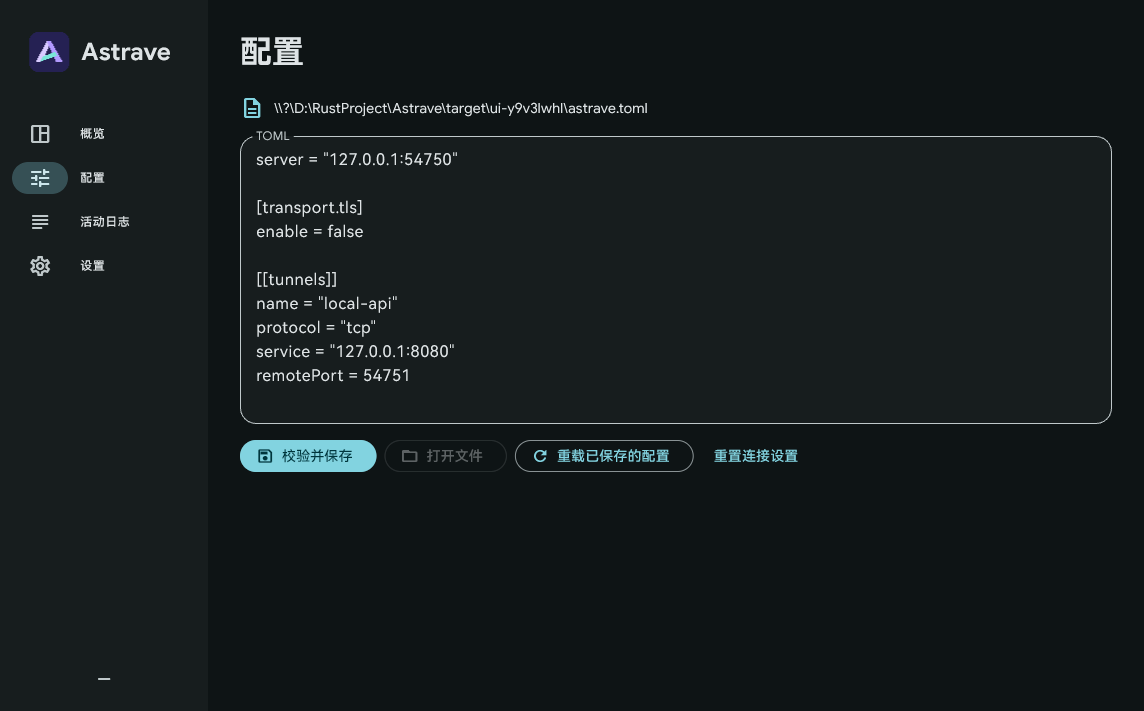 Astrave
概览
配置
活动日志
设置
配置
\\?\D:\RustProject\Astrave\target\ui-y9v3lwhl\astrave.toml
TOML
server = "127.0.0.1:54750"
[transport.tls]
enable = false
[[tunnels]]
name = "local-api"
protocol = "tcp"
service = "127.0.0.1:8080"
remotePort = 54751
校验并保存
打开文件
重载已保存的配置
重置连接设置